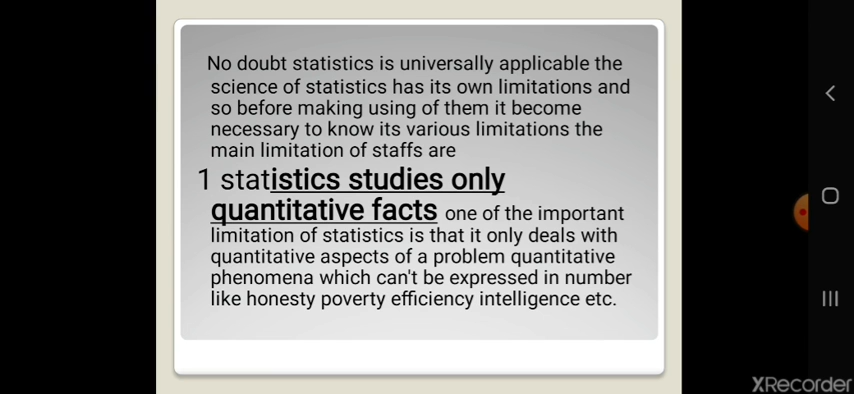 No doubt statistics is universally applicable the
science of statistics has its own limitations and
so before making using of them it become
necessary to know its various limitations the
main limitation of staffs are
1 statistics studies only
quantitative facts one of the important
limitation of statistics is that it only deals with
quantitative aspects of a problem quantitative
phenomena which can't be expressed in number
like honesty poverty efficiency intelligence etc.
XRecorder